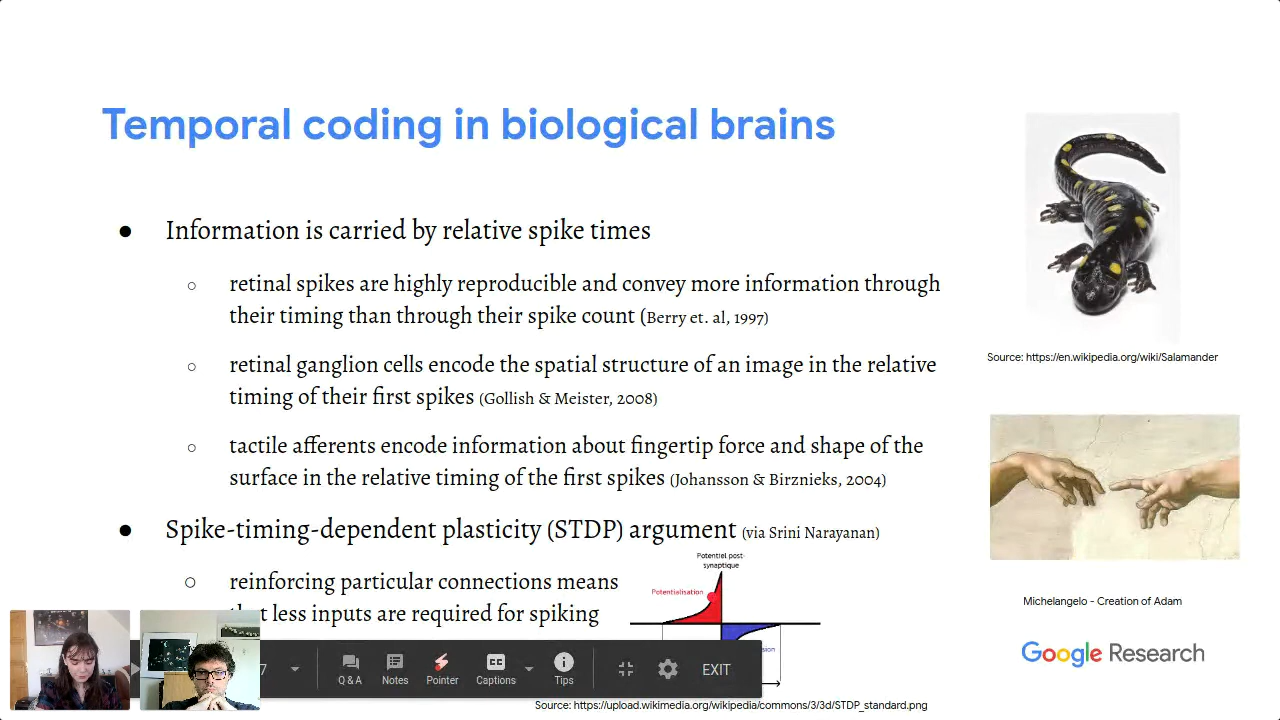 Temporal coding in biological brains
● Information is carried by relative spike times
○ retinal spikes are highly reproducible and convey more information through
their timing than through their spike count (Berry et. al, 1997)
○ retinal ganglion cells encode the spatial structure of an image in the relative
timing of their first spikes (Gollish & Meister, 2008)
○ tactile afferents encode information about fingertip force and shape of the
surface in the relative timing of the first spikes (Johansson & Birznieks, 2004)
● Spike-timing-dependent plasticity (STDP) argument (via Srini Narayanan)
○ reinforcing particular connections means
less inputs are required for spiking
Potentiel post-
synaptique
Potentialisation
Source: https://upload.wikimedia.org/wikipedia/commons/3/3d/STDP_standard.png
Source: https://en.wikipedia.org/wiki/Salamander
Michelangelo - Creation of Adam
Google Research
7
Q & A
Notes
Pointer
Captions
Tips
EXIT